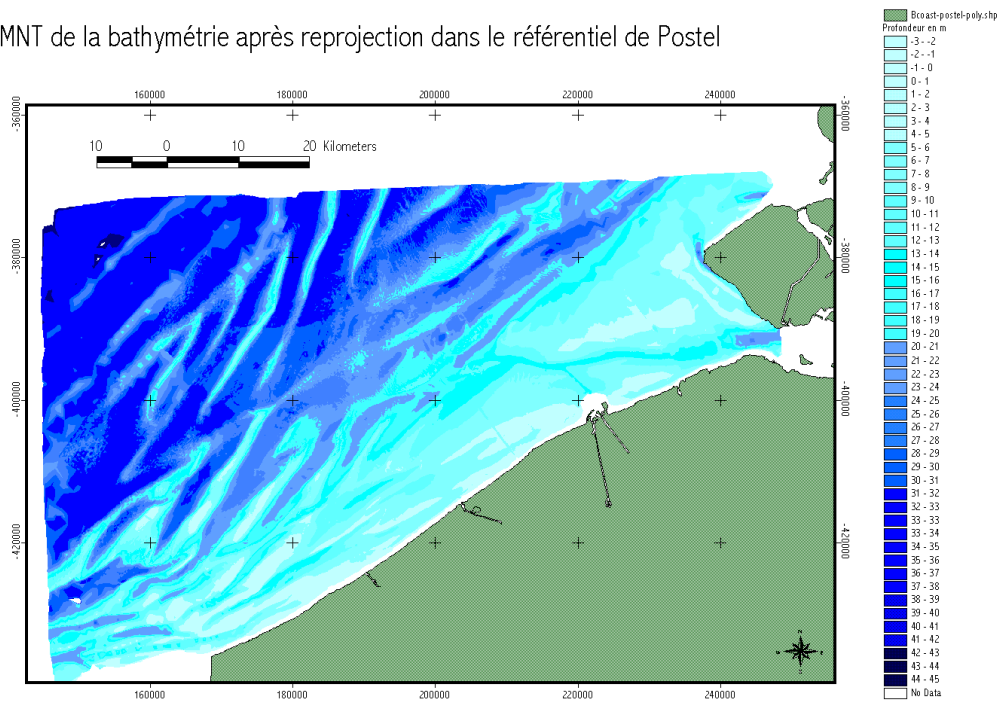 MNT de la bathymétrie après reprojection dans le référentiel de Postel
Bcoast-postel-poly.shp
Profondeur en m
-3 - -2
-2 - -1
-1 - 0
0 - 1
1 - 2
2 - 3
3 - 4
4 - 5
5 - 6
6 - 7
7 - 8
8 - 9
9 - 10
10 - 11
11 - 12
12 - 13
13 - 14
14 - 15
15 - 16
16 - 17
17 - 18
18 - 19
19 - 20
20 - 21
21 - 22
22 - 23
23 - 24
24 - 25
25 - 26
26 - 27
27 - 28
28 - 29
29 - 30
30 - 31
31 - 32
32 - 33
33 - 33
33 - 34
34 - 35
35 - 36
36 - 37
37 - 38
38 - 39
39 - 40
40 - 41
41 - 42
42 - 43
43 - 44
44 - 45
No Data
160000 180000 200000 220000 240000
-360000 -360000
10 0 10 20 Kilometers
-380000 -380000
-400000 -400000
-420000 -420000
160000 180000 200000 220000 240000